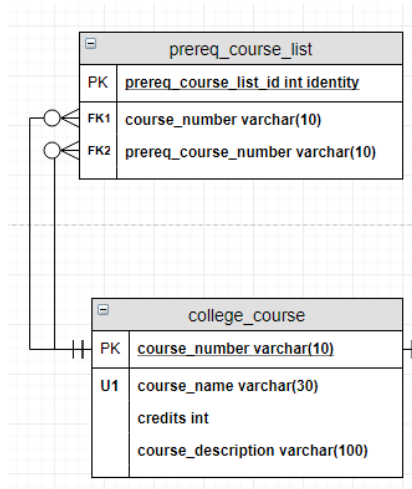 prereq_course_list
PK prereq_course_list_id int identity
FK1 course_number varchar(10)
FK2 prereq_course_number varchar(10)
college_course
PK course_number varchar(10)
U1 course_name varchar(30)
credits int
course_description varchar(100)